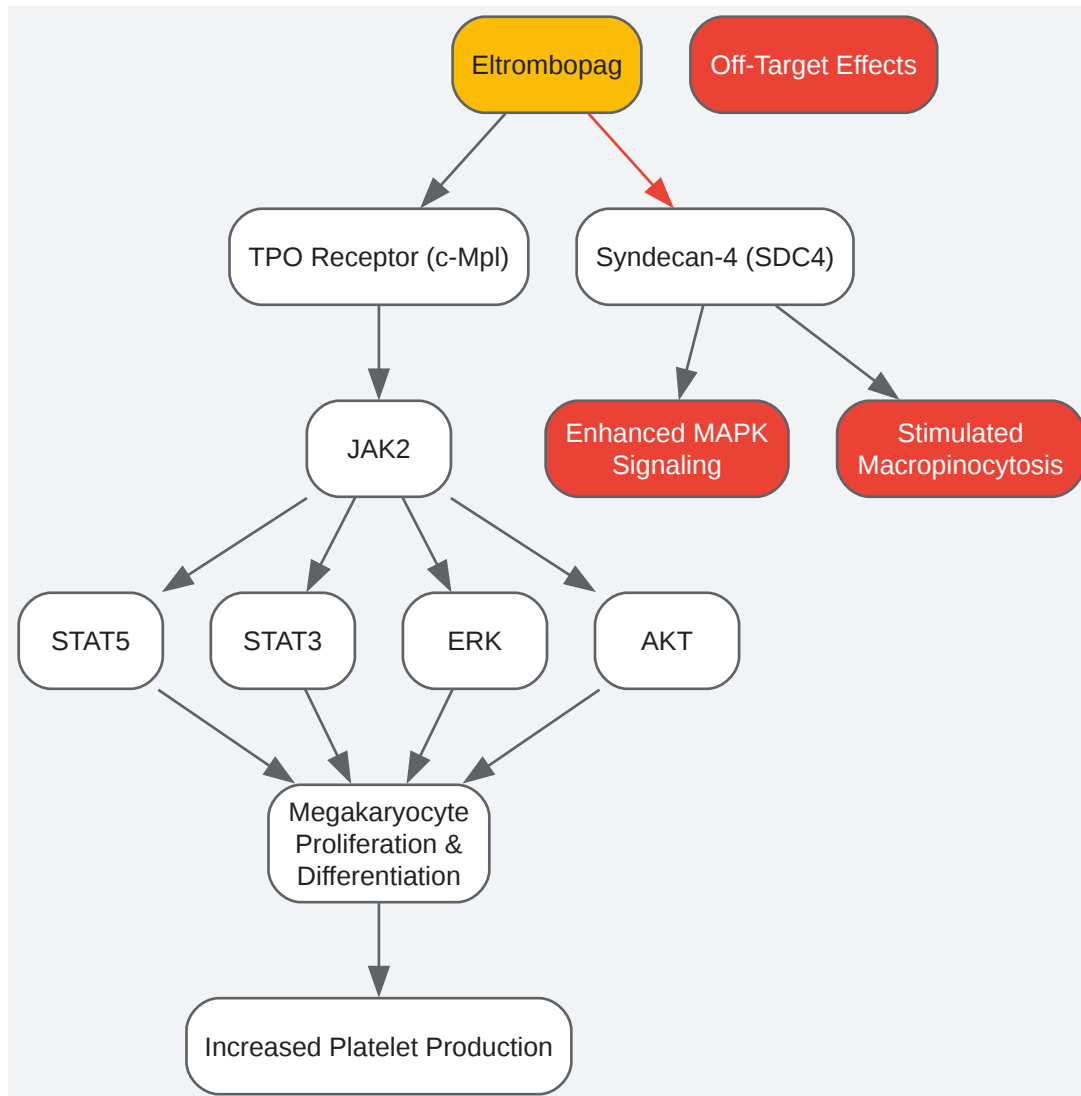 Eltrombopag
Off-Target Effects
TPO Receptor (c-Mpl)
Syndecan-4 (SDC4)
JAK2
Enhanced MAPK
Signaling
Stimulated
Macropinocytosis
STAT5
STAT3
ERK
AKT
Megakaryocyte
Proliferation &
Differentiation
Increased Platelet Production